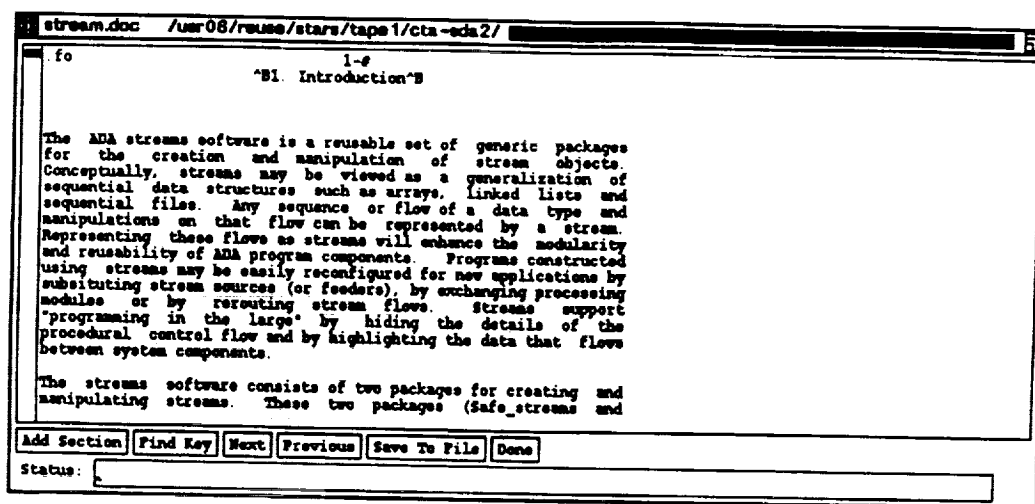 stream.doc /usr06/reuse/stars/tape1/cta-sda2/
.fo 1-#
^B1. Introduction^B
The ADA streams software is a reusable set of generic packages
for the creation and manipulation of stream objects.
Conceptually, streams may be viewed as a generalization of
sequential data structures such as arrays, linked lists and
sequential files. Any sequence or flow of a data type and
manipulations on that flow can be represented by a stream.
Representing these flows as streams will enhance the modularity
and reusability of ADA program components. Programs constructed
using streams may be easily reconfigured for new applications by
subsituting stream sources (or feeders), by exchanging processing
modules or by rerouting stream flows. Streams support
"programming in the large" by hiding the details of the
procedural control flow and by highlighting the data that flows
between system components.
The streams software consists of two packages for creating and
manipulating streams. These two packages (Safe_streams and
Add Section Find Key Next Previous Save To File Done
Status: